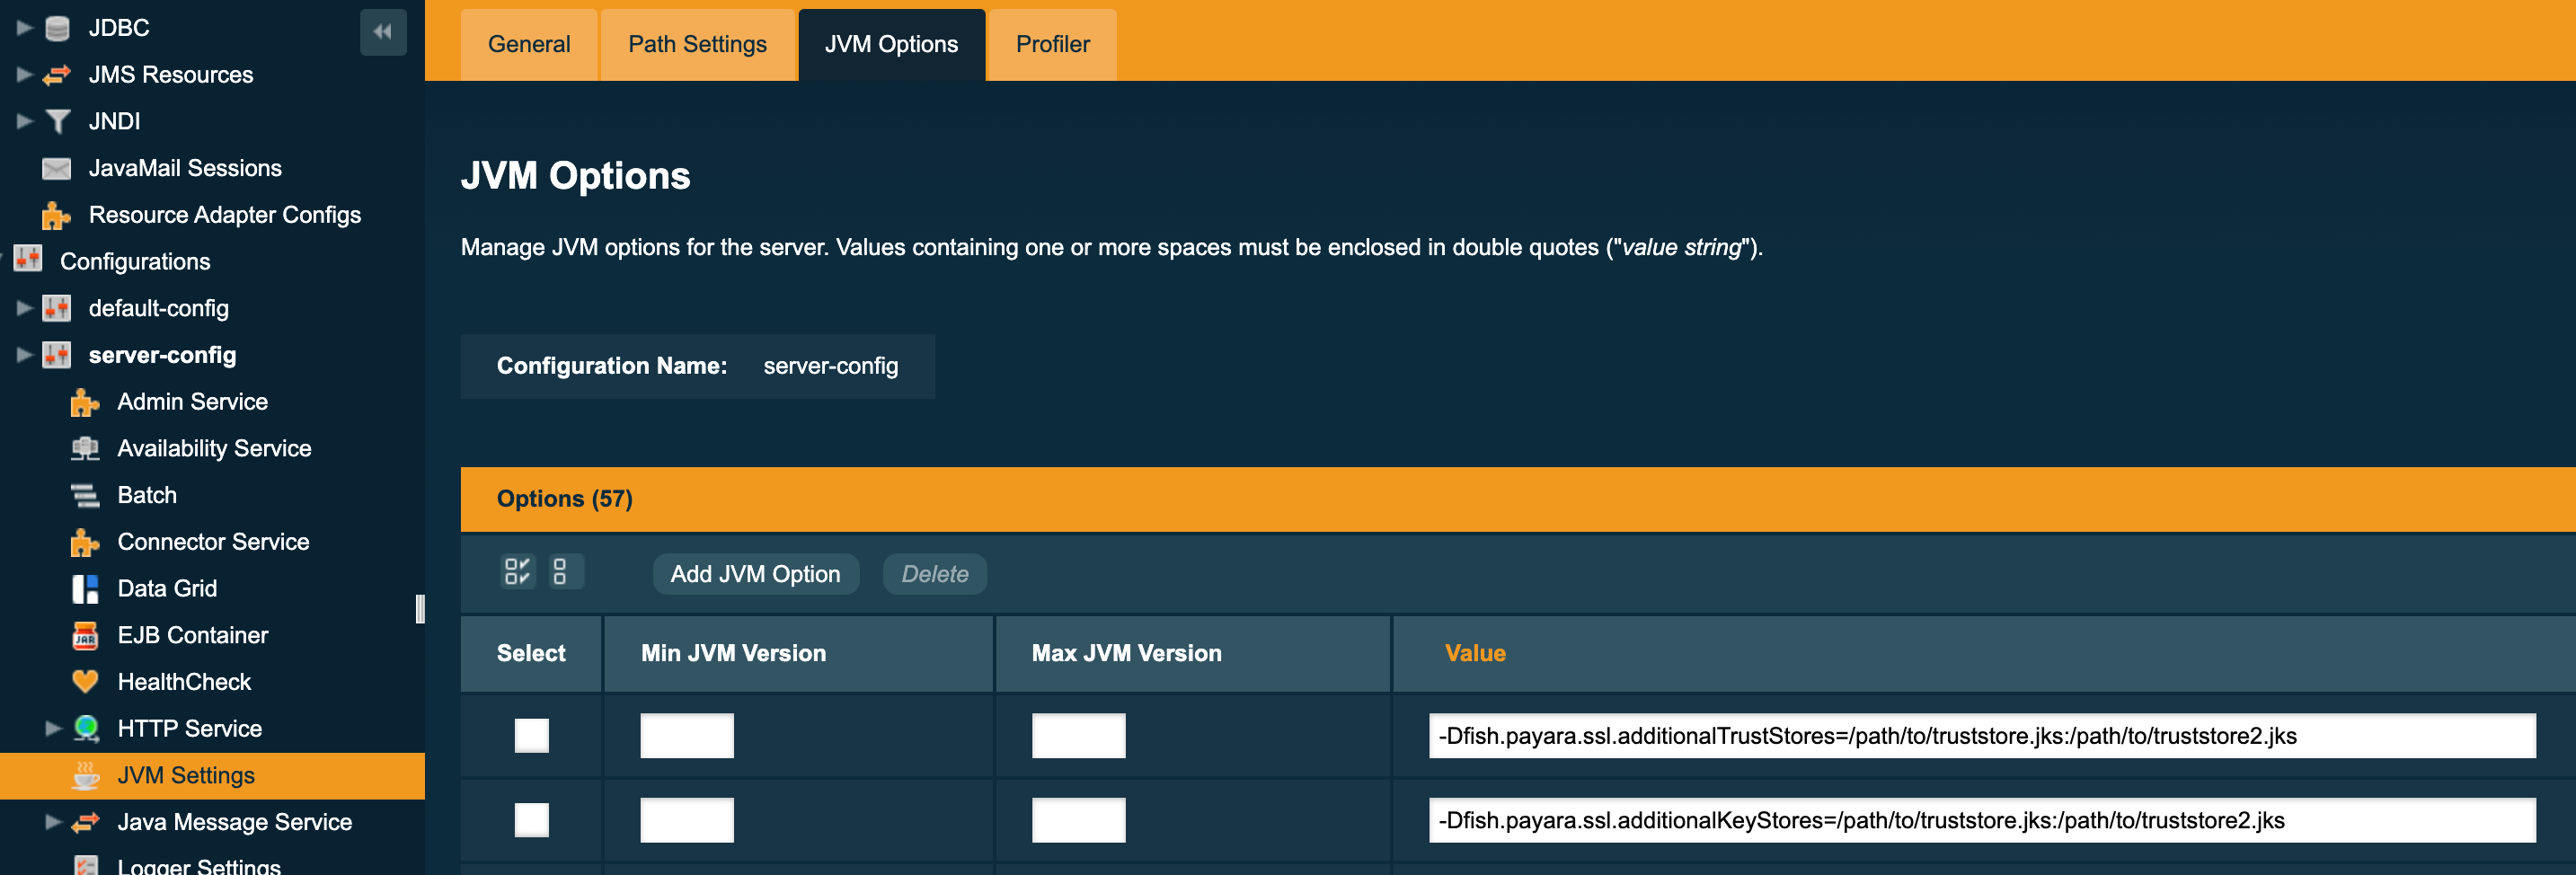 JDBC
JMS Resources
JNDI
JavaMail Sessions
Resource Adapter Configs
Configurations
default-config
server-config
Admin Service
Availability Service
Batch
Connector Service
Data Grid
JAR
EJB Container
HealthCheck
HTTP Service
JVM Settings
Java Message Service
Logger Settings
General Path Settings JVM Options Profiler
JVM Options
Manage JVM options for the server. Values containing one or more spaces must be enclosed in double quotes ("value string").
Configuration Name: server-config
Options (57)
Add JVM Option Delete
Select Min JVM Version Max JVM Version Value
-Dfish.payara.ssl.additionalTrustStores=/path/to/truststore.jks:/path/to/truststore2.jks
-Dfish.payara.ssl.additionalKeyStores=/path/to/truststore.jks:/path/to/truststore2.jks